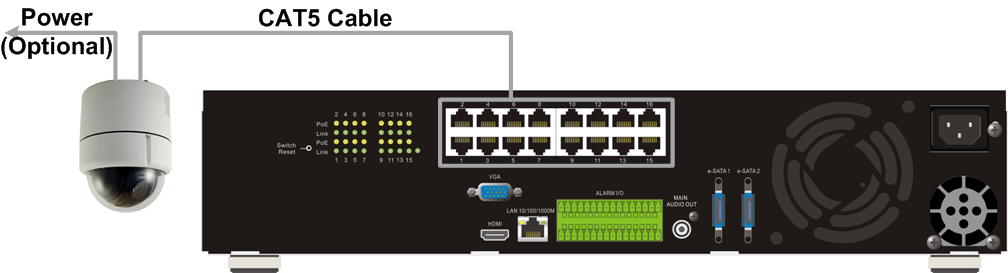 Power
(Optional)
CAT5 Cable
2 4 6 8 10 12 14 16
PoE
Link
PoE
Link
1 3 5 7 9 11 13 15
Switch
Reset
2 4 6 8 10 12 14 16
1 3 5 7 9 11 13 15
VGA
HDMI
LAN 10/100/1000M
ALARM I/O
MAIN
AUDIO OUT
e-SATA 1 e-SATA 2